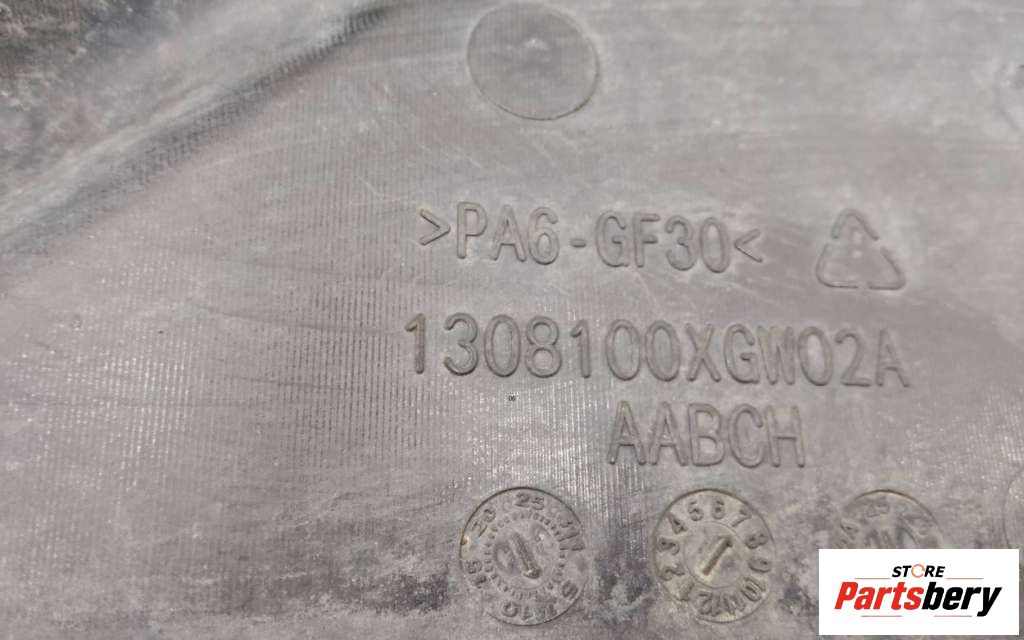 >PA6-GF30<
1308100XGW02A
AABCH
STORE
Partsbery